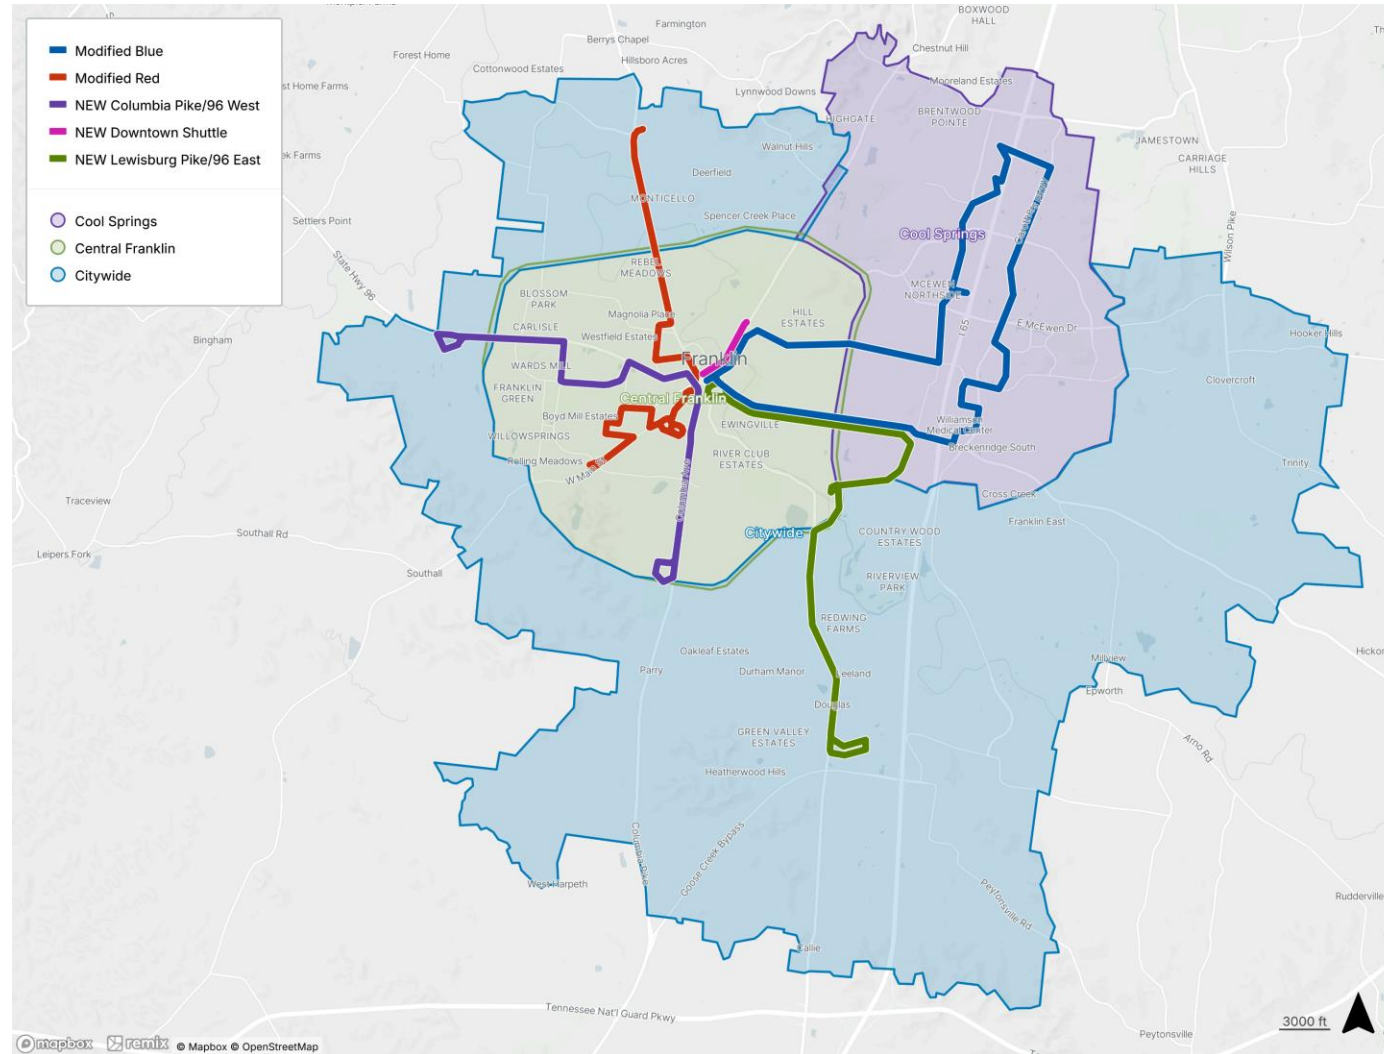 Modified Blue
Modified Red
NEW Columbia Pike/96 West
NEW Downtown Shuttle
NEW Lewisburg Pike/96 East
Cool Springs
Central Franklin
Citywide
BOXWOOD
HALL
Farmington
Berrys Chapel
Chestnut Hill
Forest Home
Hillsboro Acres
Cottonwood Estates
Mooreland Estates
Lynnwood Downs
HIGHGATE
BRENTWOOD
POINTE
JAMESTOWN
CARRIAGE
HILLS
Walnut Hills
Deerfield
MONTICELLO
Spencer Creek Place
Settlers Point
State Hwy 96
Cool Springs
Wilson Pike
REBEL
MEADOWS
BLOSSOM
PARK
MCEWEN
NORTHSIDE
Magnolia Place
HILL
ESTATES
I 65
E McEwen Dr
Hooker Hills
Bingham
CARLISLE
Westfield Estates
Franklin
WARDS MILL
FRANKLIN
GREEN
Central Franklin
Clovercroft
Boyd Mill Estates
EWINGVILLE
Williamson
Medical Center
WILLOWSPRINGS
Breckenridge South
Rolling Meadows
RIVER CLUB
ESTATES
Trinity
Traceview
Columbia Ave
Cross Creek
Franklin East
Southall Rd
Citywide
COUNTRY WOOD
ESTATES
Leipers Fork
Southall
RIVERVIEW
PARK
REDWING
FARMS
Oakleaf Estates
Parry
Durham Manor
Leeland
Millview
Epworth
Douglas
GREEN VALLEY
ESTATES
Arno Rd
Heatherwood Hills
Columbia Pike
Goose Creek Bypass
West Harpeth
Peytonsville Rd
Rudderville
Callie
Tennessee Nat'l Guard Pkwy
3000 ft
Peytonsville
mapbox remix © Mapbox © OpenStreetMap